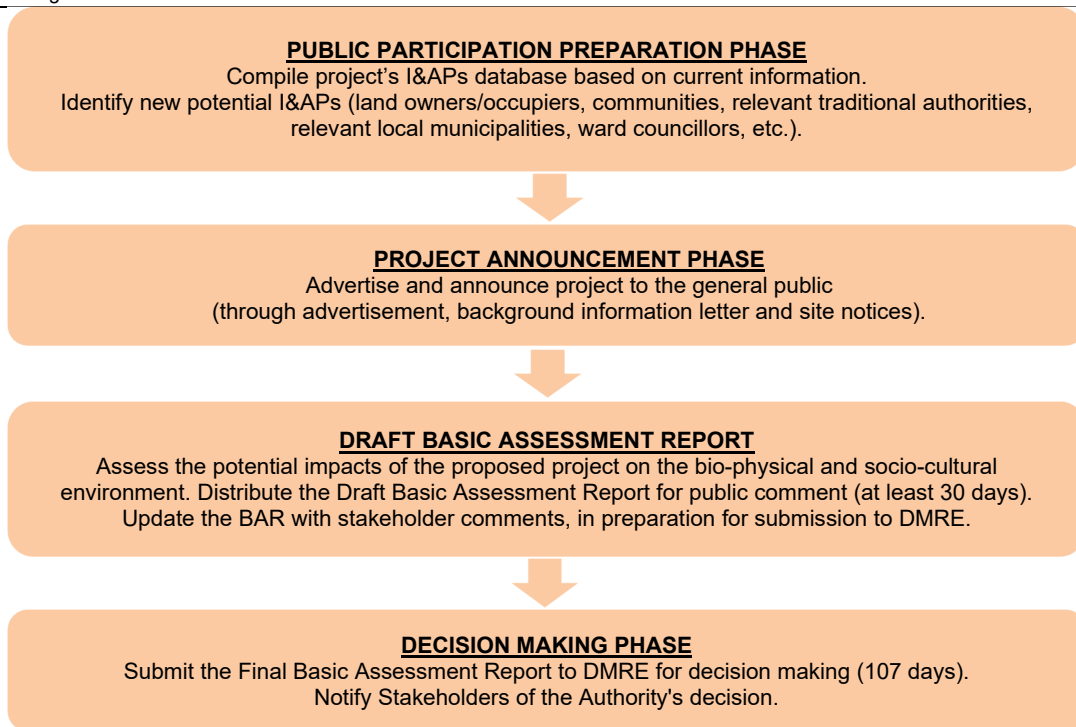 PUBLIC PARTICIPATION PREPARATION PHASE
Compile project's I&APs database based on current information.
Identify new potential I&APs (land owners/occupiers, communities, relevant traditional authorities,
relevant local municipalities, ward councillors, etc.).
PROJECT ANNOUNCEMENT PHASE
Advertise and announce project to the general public
(through advertisement, background information letter and site notices).
DRAFT BASIC ASSESSMENT REPORT
Assess the potential impacts of the proposed project on the bio-physical and socio-cultural
environment. Distribute the Draft Basic Assessment Report for public comment (at least 30 days).
Update the BAR with stakeholder comments, in preparation for submission to DMRE.
DECISION MAKING PHASE
Submit the Final Basic Assessment Report to DMRE for decision making (107 days).
Notify Stakeholders of the Authority's decision.